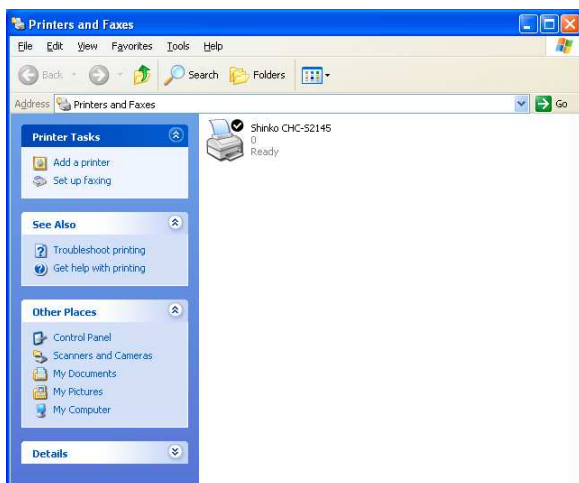 Printers and Faxes
File Edit View Favorites Tools Help
Back Search Folders
Address Printers and Faxes Go
Printer Tasks
Add a printer
Set up faxing
See Also
Troubleshoot printing
Get help with printing
Other Places
Control Panel
Scanners and Cameras
My Documents
My Pictures
My Computer
Details
Shinko CHC-S2145
0
Ready